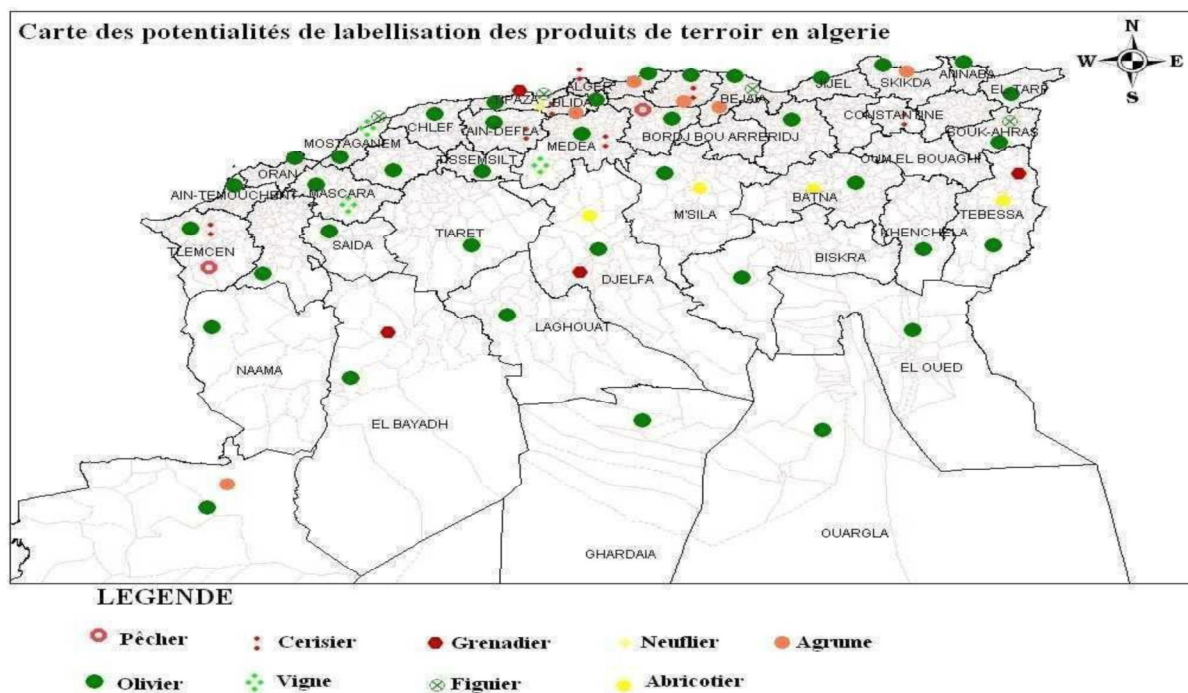 Carte des potentialités de labellisation des produits de terroir en algerie
N
W E
S
ALGER
SKIKDA
ANNABA
JIJEL
EL-TARF
TIPAZA
BLIDA
BEJAIA
CHLEF
AIN-DEFLA
CONSTANTINE
SOUK-AHRAS
MOSTAGANEM
MEDEA
BORDJ BOU ARRERIDJ
TISSEMSILT
OUM EL BOUAGHI
ORAN
AIN-TEMOUCHENT
MASCARA
BATNA
M'SILA
TEBESSA
KHENCHELA
TIARET
SAIDA
TLEMCEN
BISKRA
DJELFA
LAGHOUAT
NAAMA
EL OUED
EL BAYADH
OUARGLA
GHARDAIA
LEGENDE
Pêcher Cerisier Grenadier Neuflier Agrume
Olivier Vigne Figuier Abricotier